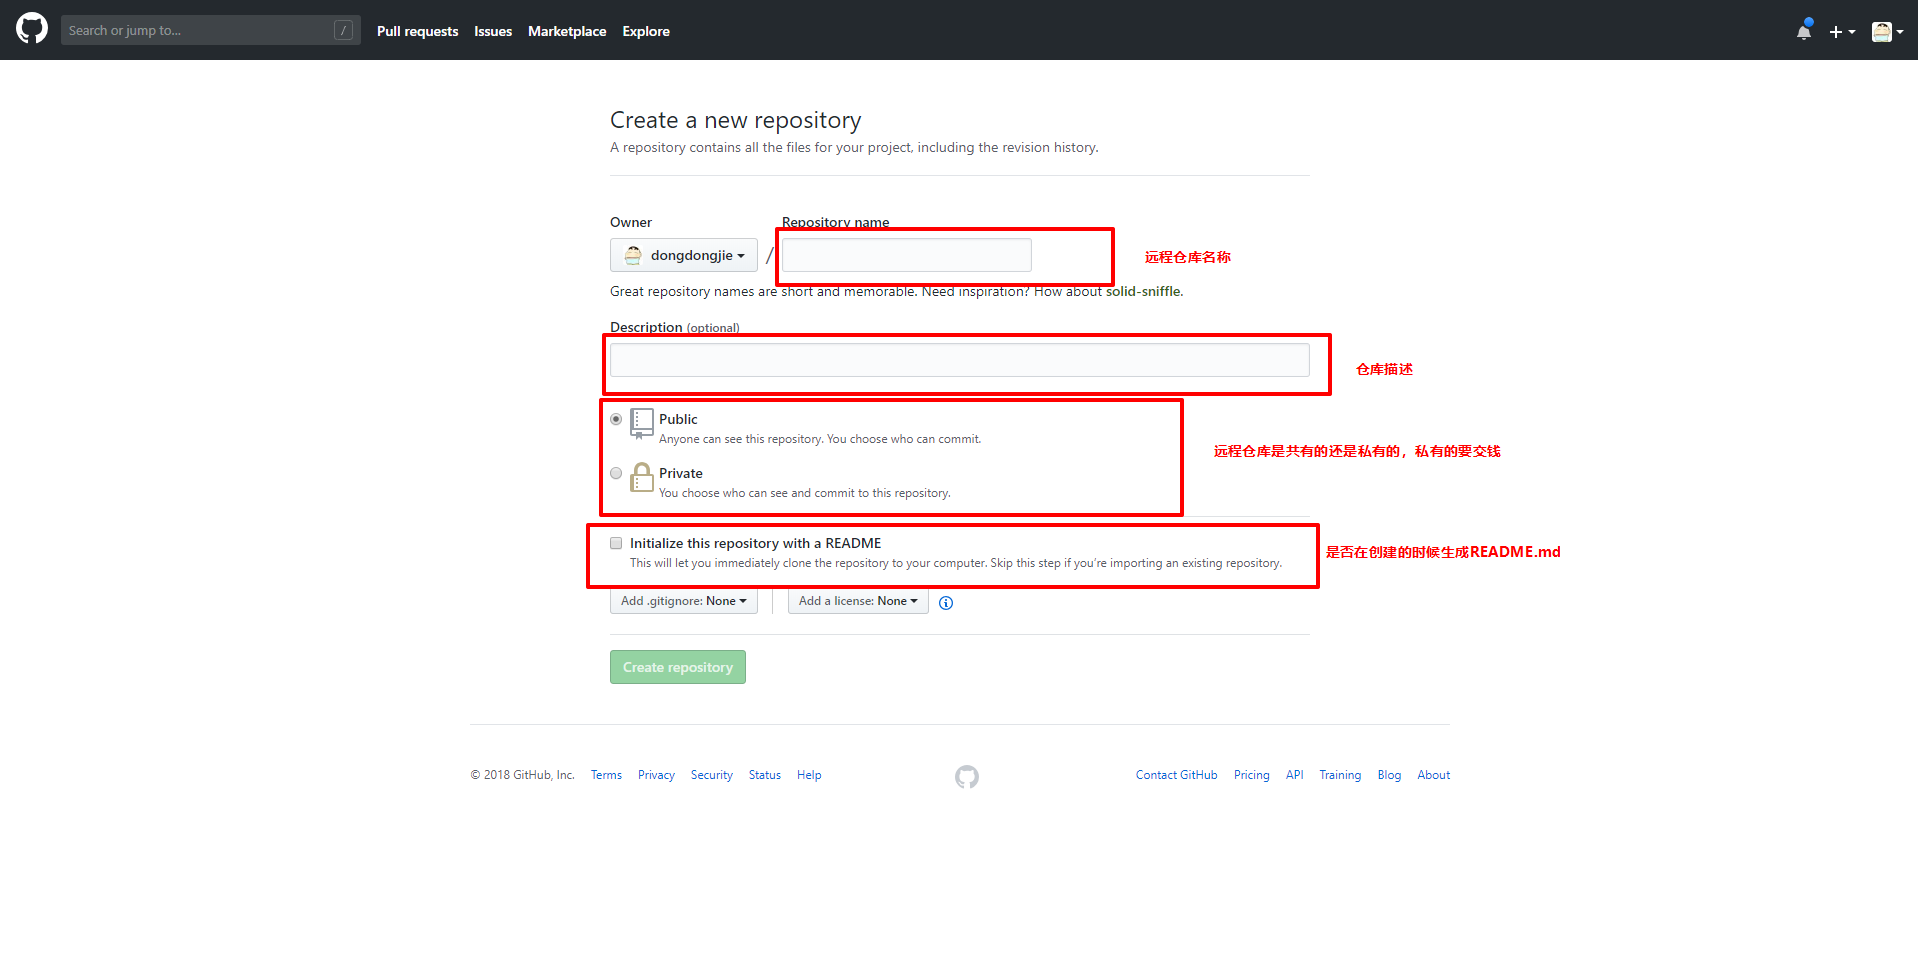 Search or jump to... /
Pull requests Issues Marketplace Explore
Create a new repository
A repository contains all the files for your project, including the revision history.
Owner
Repository name
dongdongjie
/
远程仓库名称
Great repository names are short and memorable. Need inspiration? How about solid-sniffle.
Description (optional)
仓库描述
Public
Anyone can see this repository. You choose who can commit.
远程仓库是共有的还是私有的，私有的要交钱
Private
You choose who can see and commit to this repository.
Initialize this repository with a README
是否在创建的时候生成README.md
This will let you immediately clone the repository to your computer. Skip this step if you're importing an existing repository.
Add .gitignore: None
Add a license: None
Create repository
© 2018 GitHub, Inc. Terms Privacy Security Status Help
Contact GitHub Pricing API Training Blog About